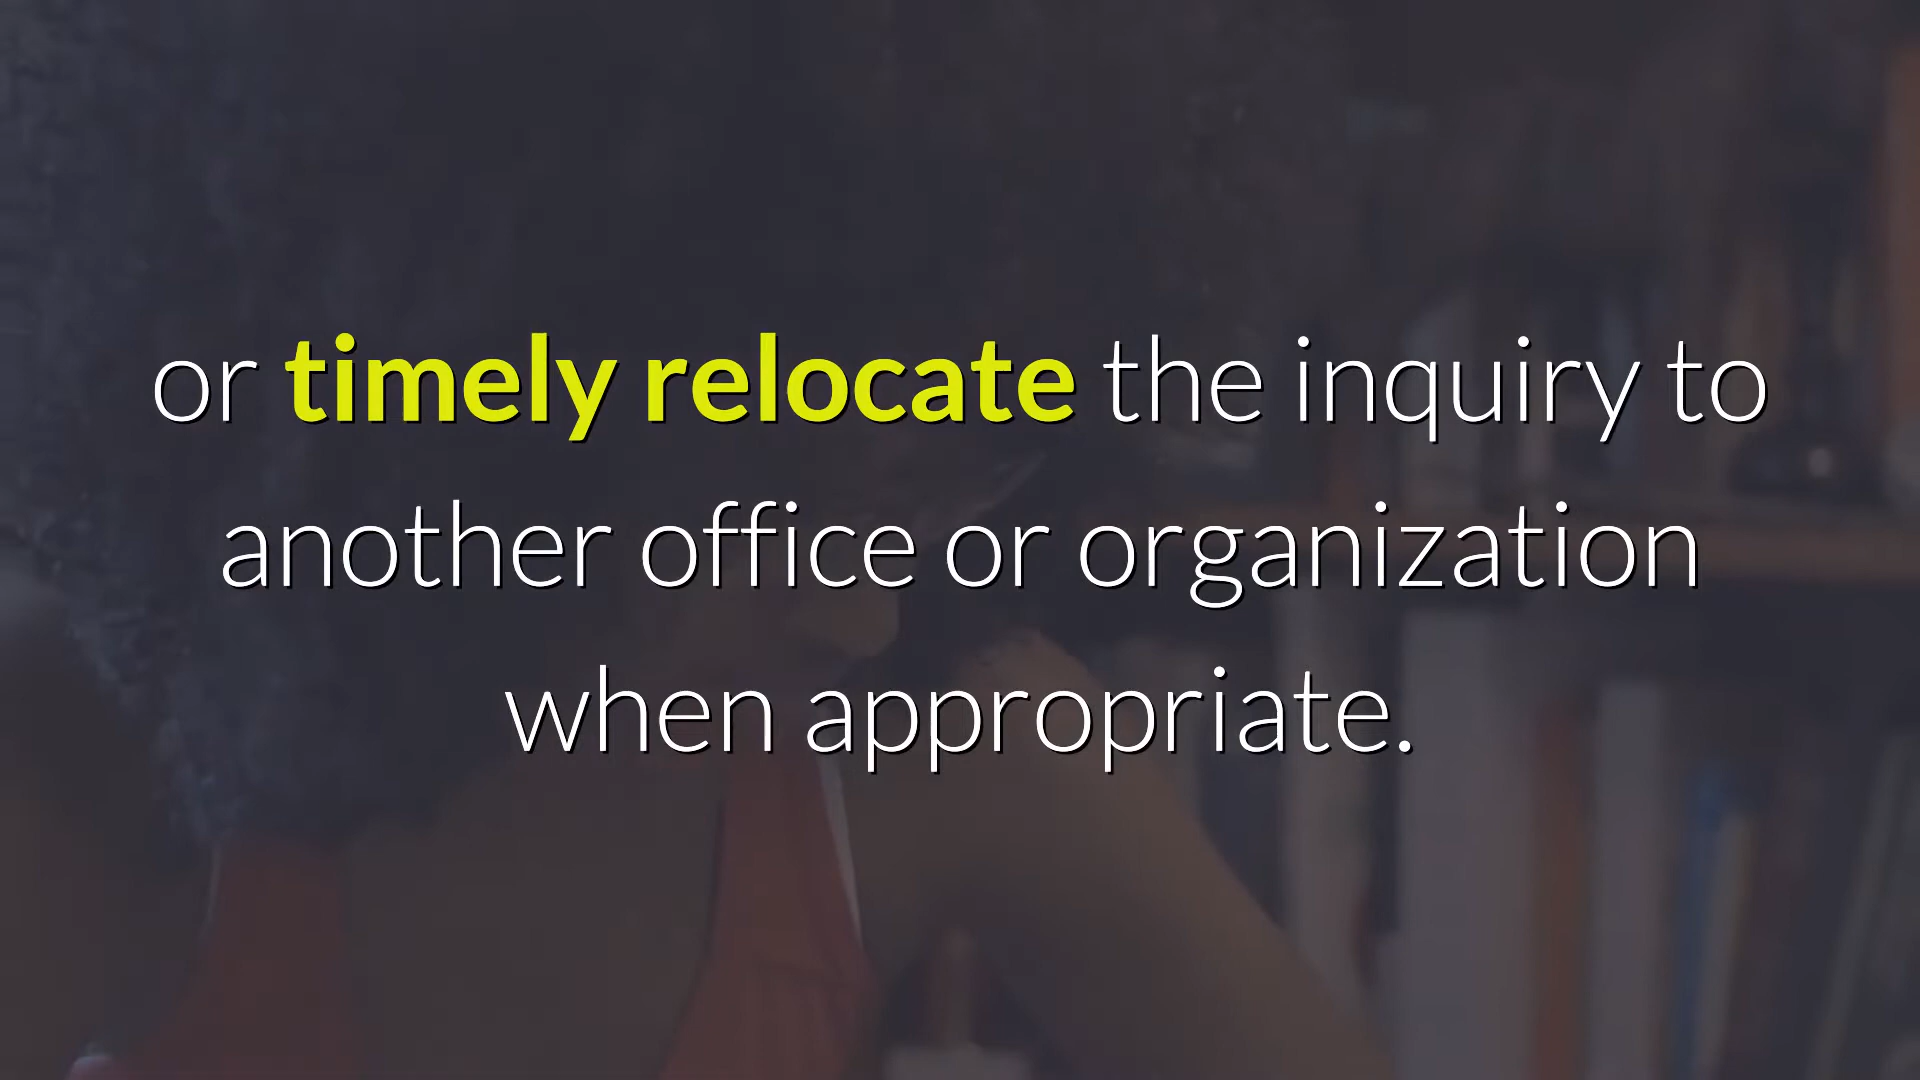 or timely relocate the inquiry to
another office or organization
when appropriate.